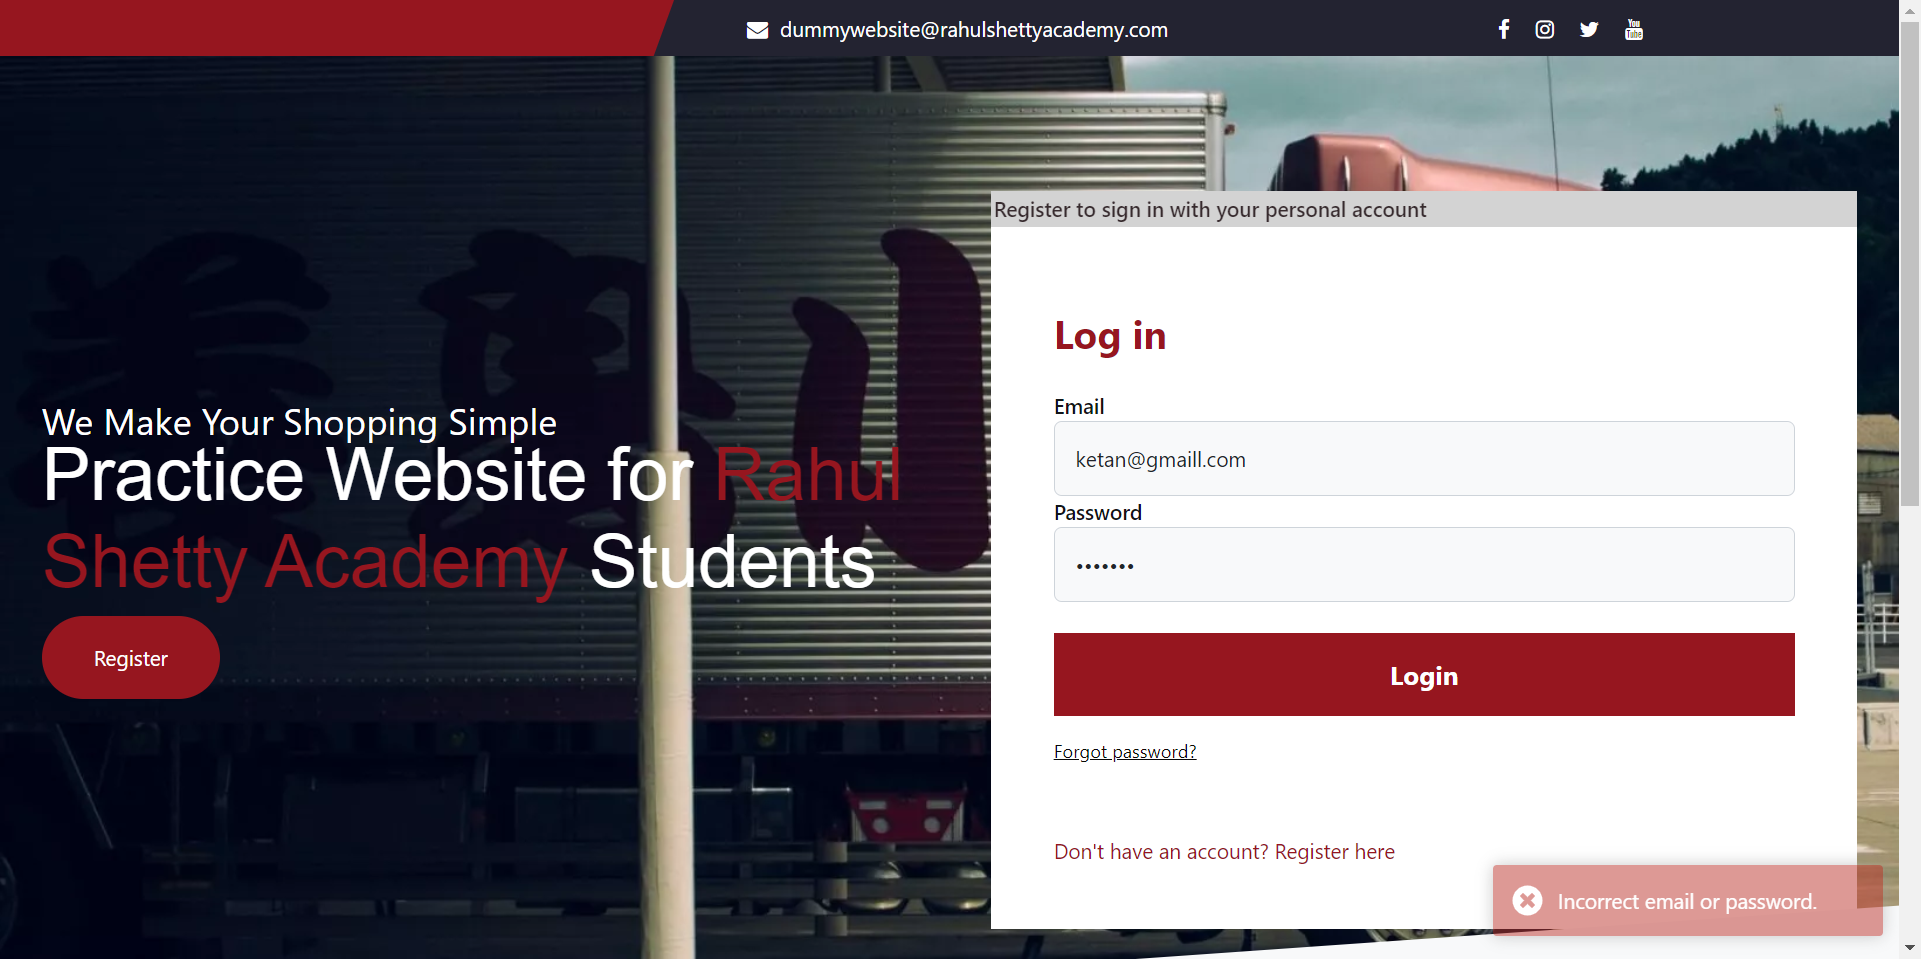 dummywebsite@rahulshettyacademy.com
You
Tube
We Make Your Shopping Simple
Practice Website for Rahul
Shetty Academy Students
Register
Register to sign in with your personal account
Log in
Email
ketan@gmaill.com
Password
•••••••
Login
Forgot password?
Don't have an account? Register here
Incorrect email or password.